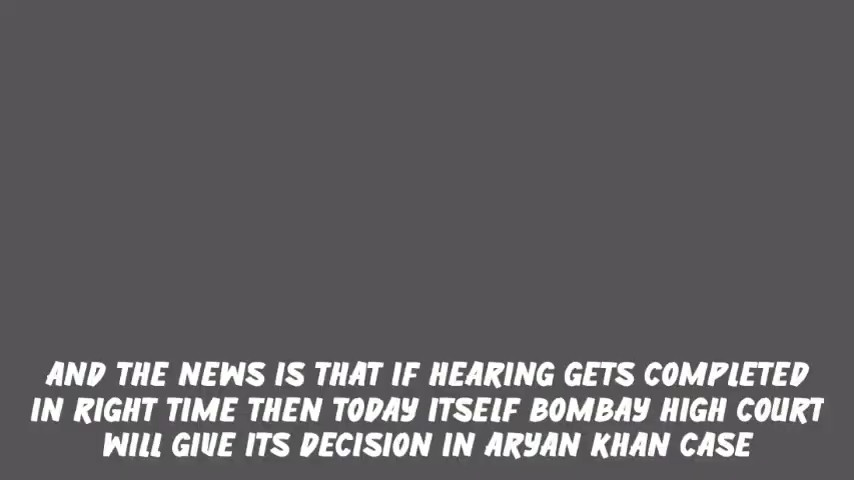 AND THE NEWS IS THAT IF HEARING GETS COMPLETED
IN RIGHT TIME THEN TODAY ITSELF BOMBAY HIGH COURT
WILL GIVE ITS DECISION IN ARYAN KHAN CASE